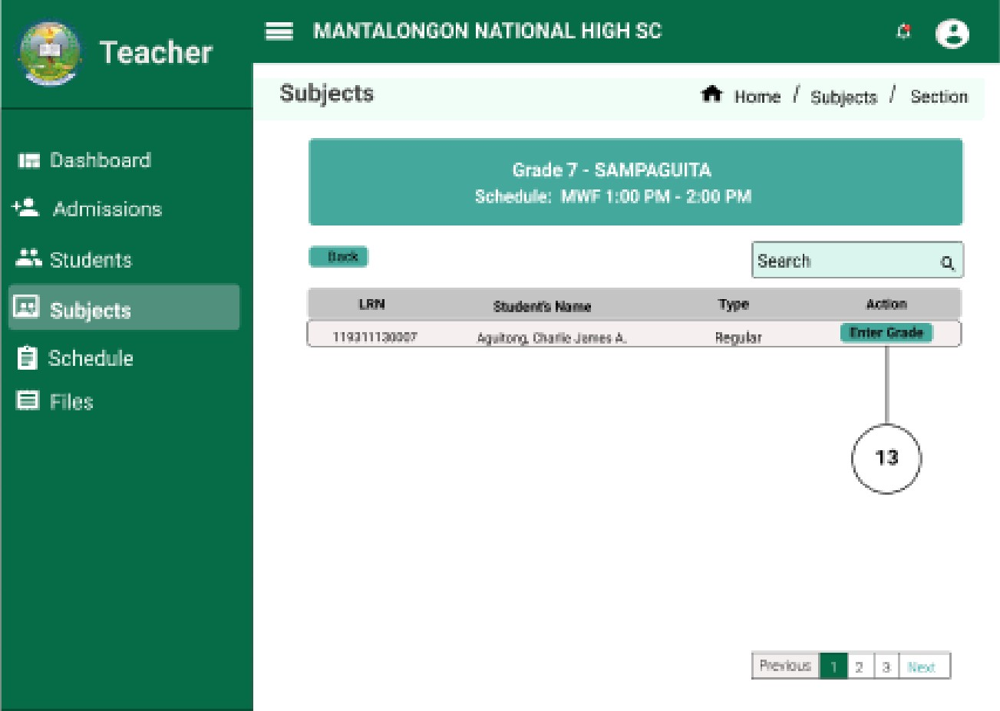 Teacher
MANTALONGON NATIONAL HIGH SC
Subjects
Home / Subjects / Section
Dashboard
Admissions
Students
Subjects
Schedule
Files
Grade 7 - SAMPAGUITA
Schedule: MWF 1:00 PM - 2:00 PM
Back
Search
LRN Student's Name Type Action
119311130007 Aguitong, Charlie James A. Regular Enter Grade
13
Previous 1 2 3 Next